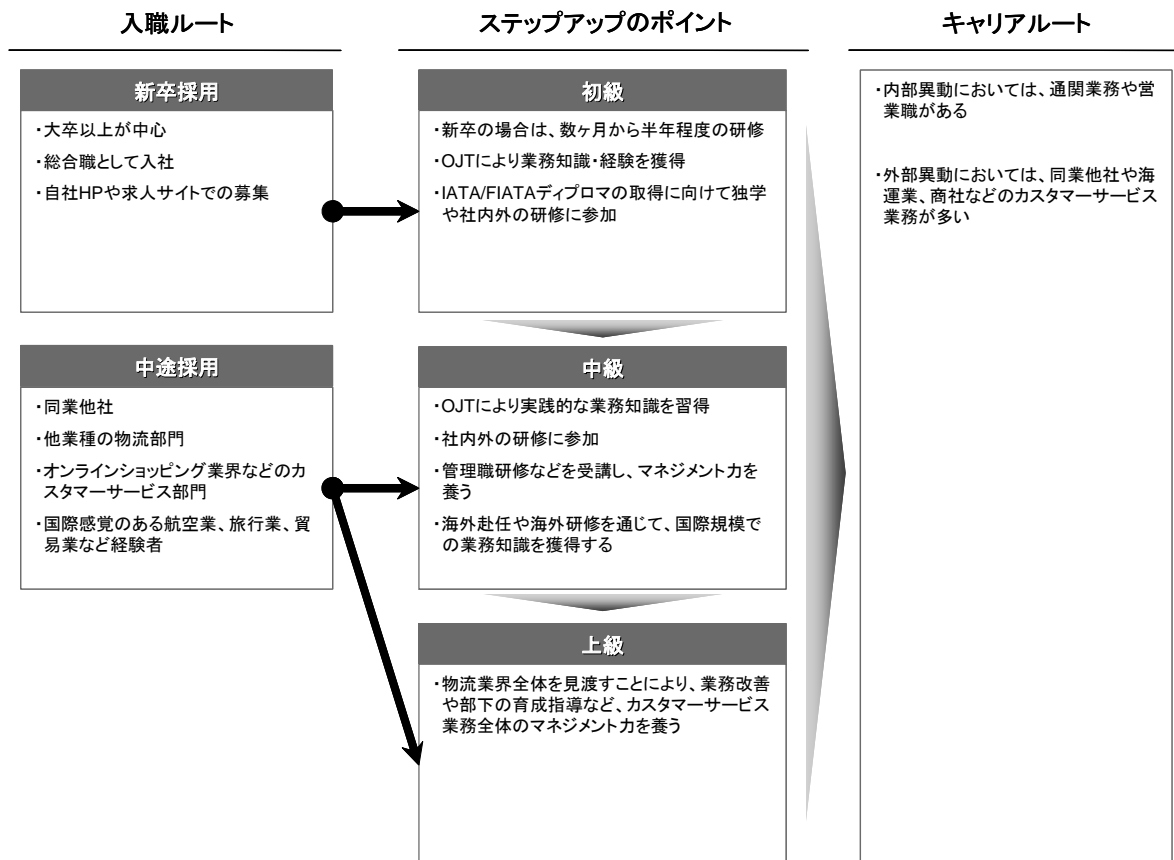 入職ルート
ステップアップのポイント
キャリアルート
新卒採用
・大卒以上が中心
・総合職として入社
・自社HPや求人サイトでの募集
初級
・新卒の場合は、数ヶ月から半年程度の研修
・OJTにより業務知識・経験を獲得
・IATA/FIATAディプロマの取得に向けて独学
や社内外の研修に参加
・内部異動においては、通関業務や営
業職がある
・外部異動においては、同業他社や海
運業、商社などのカスタマーサービス
業務が多い
中途採用
・同業他社
・他業種の物流部門
・オンラインショッピング業界などのカ
スタマーサービス部門
・国際感覚のある航空業、旅行業、貿
易業など経験者
中級
・OJTにより実践的な業務知識を習得
・社内外の研修に参加
・管理職研修などを受講し、マネジメント力を
養う
・海外赴任や海外研修を通じて、国際規模で
の業務知識を獲得する
上級
・物流業界全体を見渡すことにより、業務改善
や部下の育成指導など、カスタマーサービス
業務全体のマネジメント力を養う